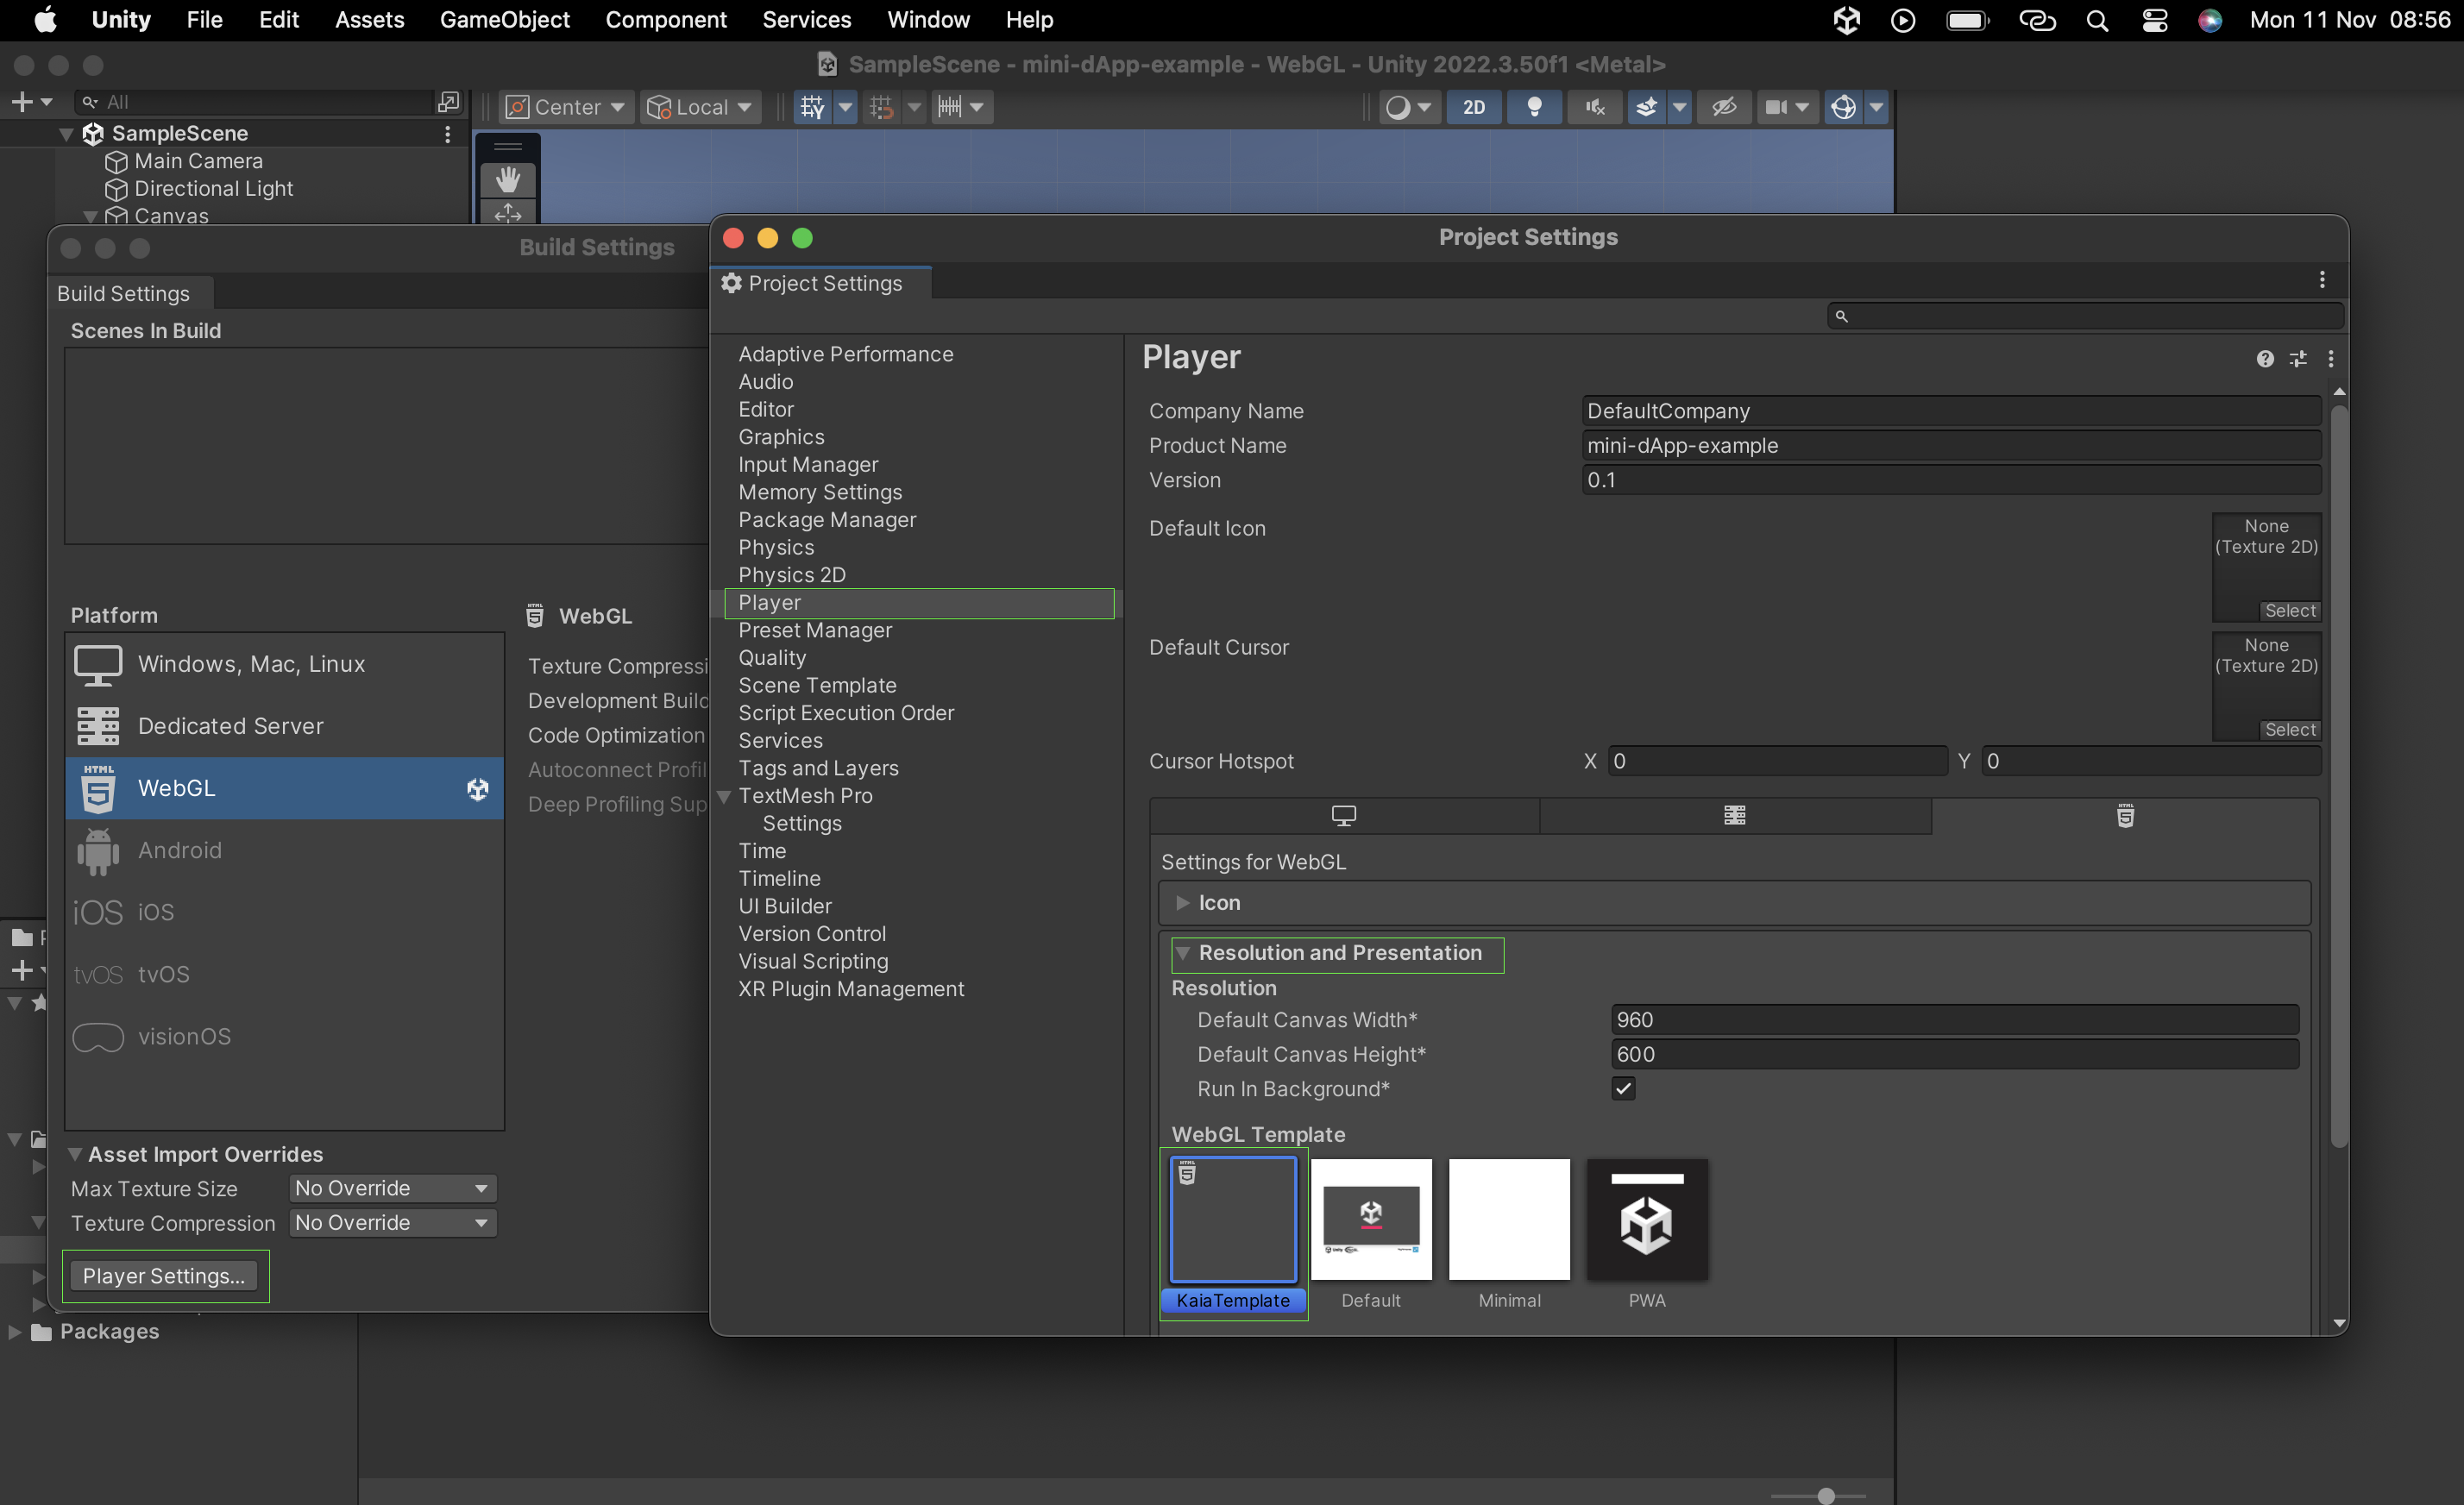 Unity File Edit Assets GameObject Component Services Window Help Mon 11 Nov 08:56
SampleScene - mini-dApp-example - WebGL - Unity 2022.3.50f1 <Metal>
All
Center
Local
2D
SampleScene
Main Camera
Directional Light
Canvas
Build Settings
Build Settings
Scenes In Build
Platform
Windows, Mac, Linux
Dedicated Server
HTML
WebGL
Android
iOS iOS
tvOS tvOS
visionOS
Asset Import Overrides
Max Texture Size No Override
Texture Compression No Override
Player Settings...
Packages
WebGL
Texture Compressi
Development Build
Code Optimization
Autoconnect Profil
Deep Profiling Sup
Project Settings
Project Settings
Adaptive Performance
Audio
Editor
Graphics
Input Manager
Memory Settings
Package Manager
Physics
Physics 2D
Player
Preset Manager
Quality
Scene Template
Script Execution Order
Services
Tags and Layers
TextMesh Pro
Settings
Time
Timeline
UI Builder
Version Control
Visual Scripting
XR Plugin Management
Player
Company Name DefaultCompany
Product Name mini-dApp-example
Version 0.1
Default Icon
None
(Texture 2D)
Select
Default Cursor
None
(Texture 2D)
Select
Cursor Hotspot X 0 Y 0
Settings for WebGL
Icon
Resolution and Presentation
Resolution
Default Canvas Width* 960
Default Canvas Height* 600
Run In Background*
WebGL Template
KaiaTemplate Default Minimal PWA